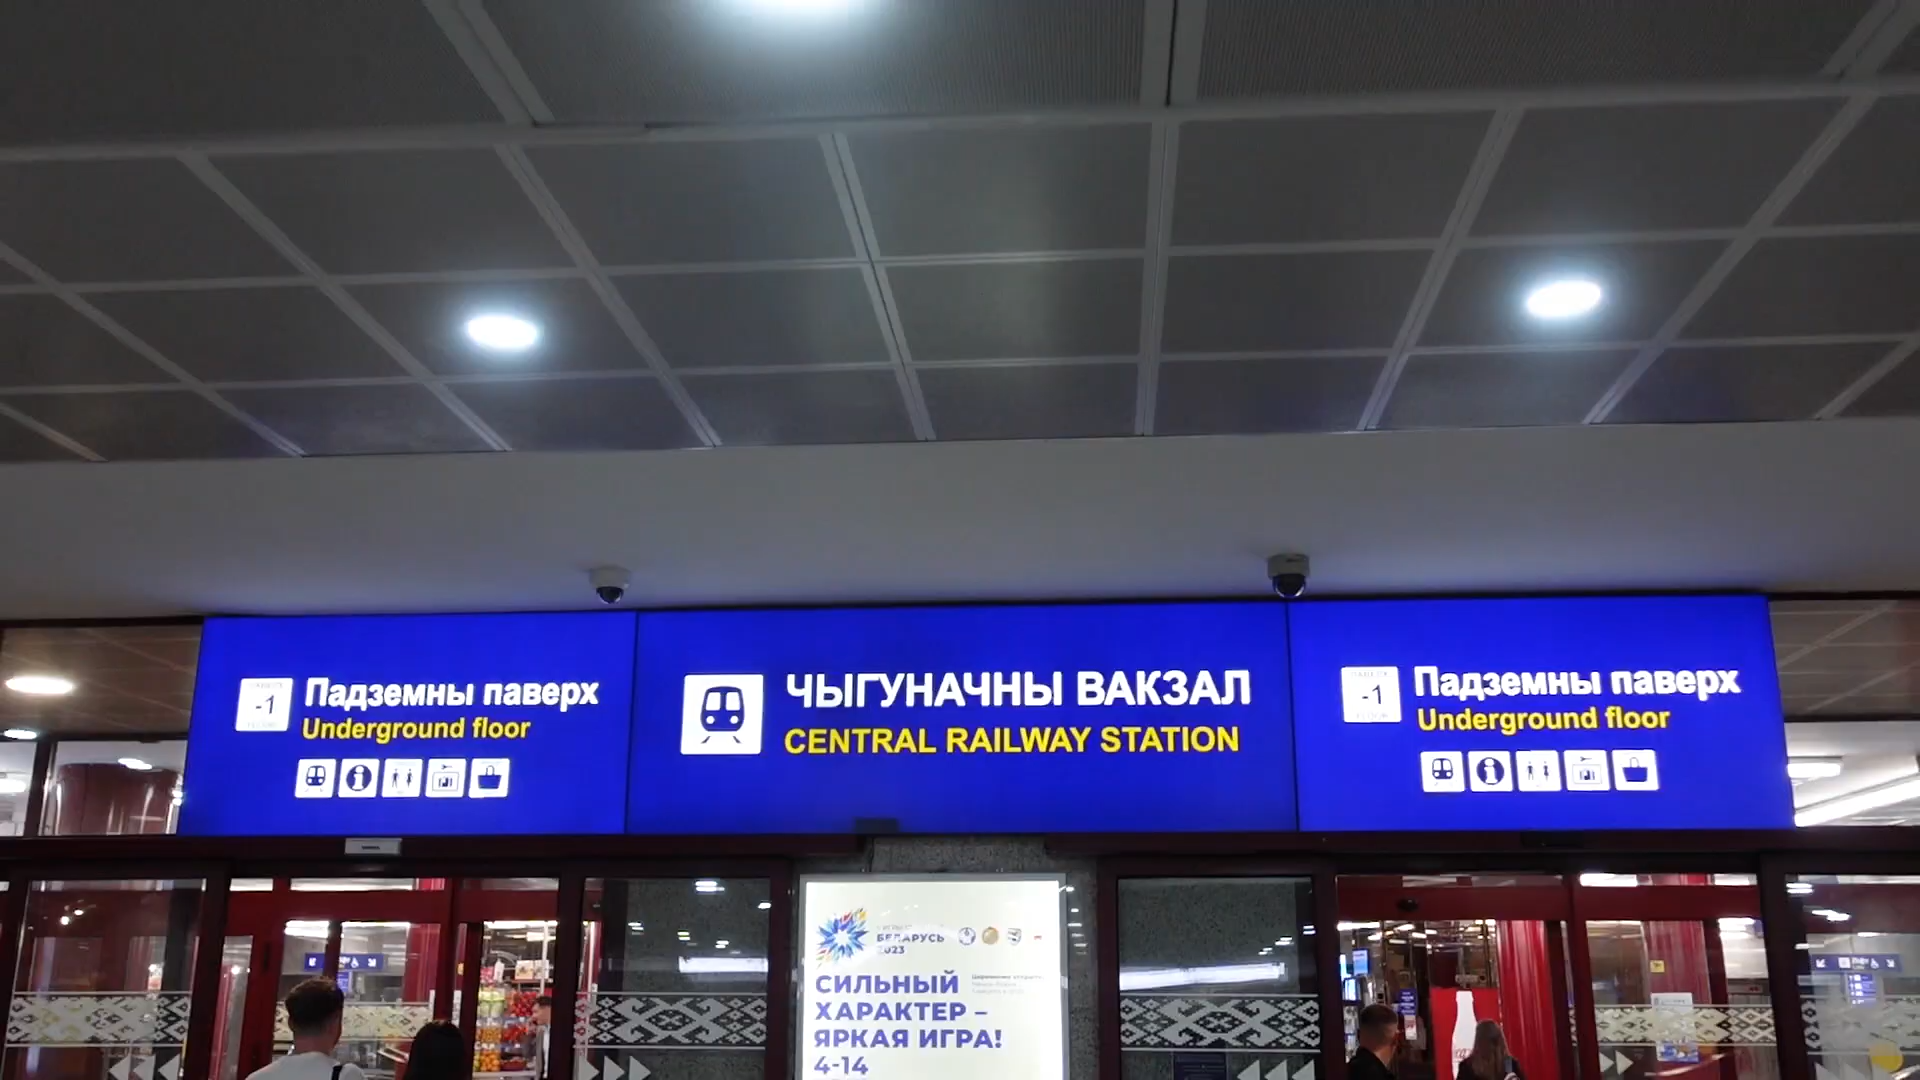 -1
Падземны паверх
Underground floor
ЧЫГУНАЧНЫ ВАКЗАЛ
CENTRAL RAILWAY STATION
-1
Падземны паверх
Underground floor
БЕЛАРУСЬ
2023
СИЛЬНЫЙ
ХАРАКТЕР –
ЯРКАЯ ИГРА!
4-14